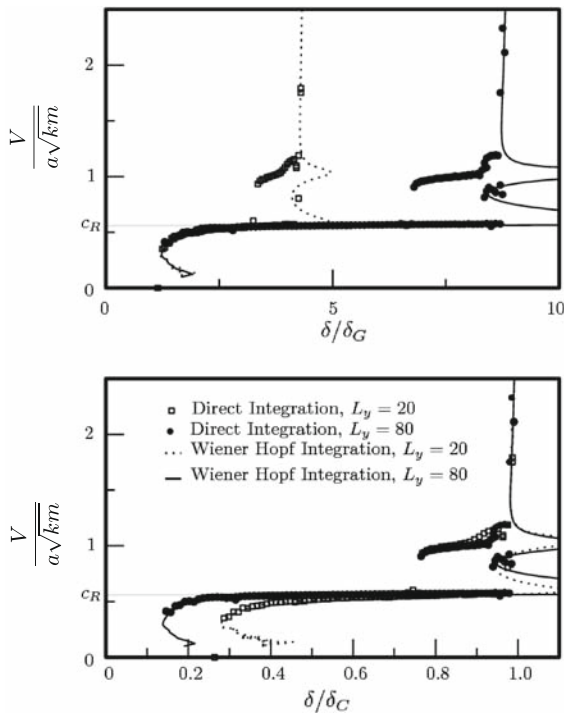 2
V
a√km
1
c_R
0
0
5
10
δ/δ_G
□ Direct Integration, L_y = 20
● Direct Integration, L_y = 80
· · · Wiener Hopf Integration, L_y = 20
— Wiener Hopf Integration, L_y = 80
2
V
a√km
1
c_R
0
0
0.2
0.4
0.6
0.8
1.0
δ/δ_C